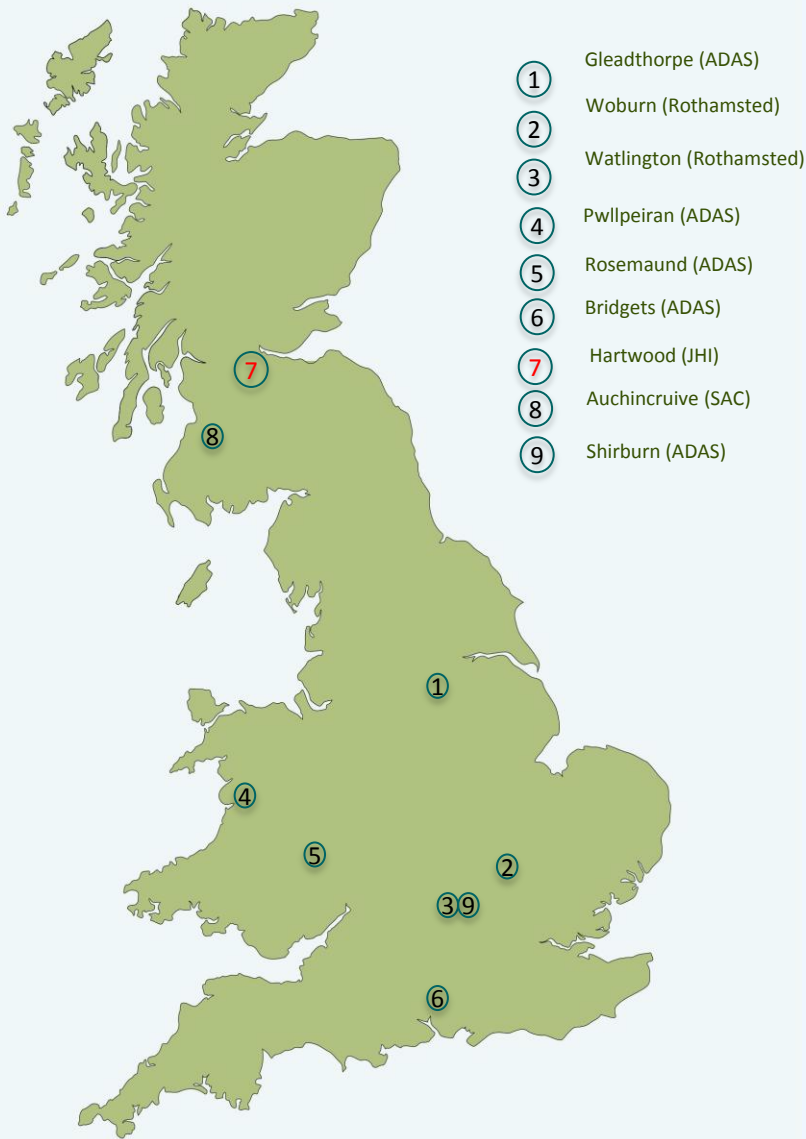 1 Gleadthorpe (ADAS)
2 Woburn (Rothamsted)
3 Watlington (Rothamsted)
4 Pwllpeiran (ADAS)
5 Rosemaund (ADAS)
6 Bridgets (ADAS)
7 Hartwood (JHI)
8 Auchincruive (SAC)
9 Shirburn (ADAS)
7
8
1
4
5
2
3 9
6